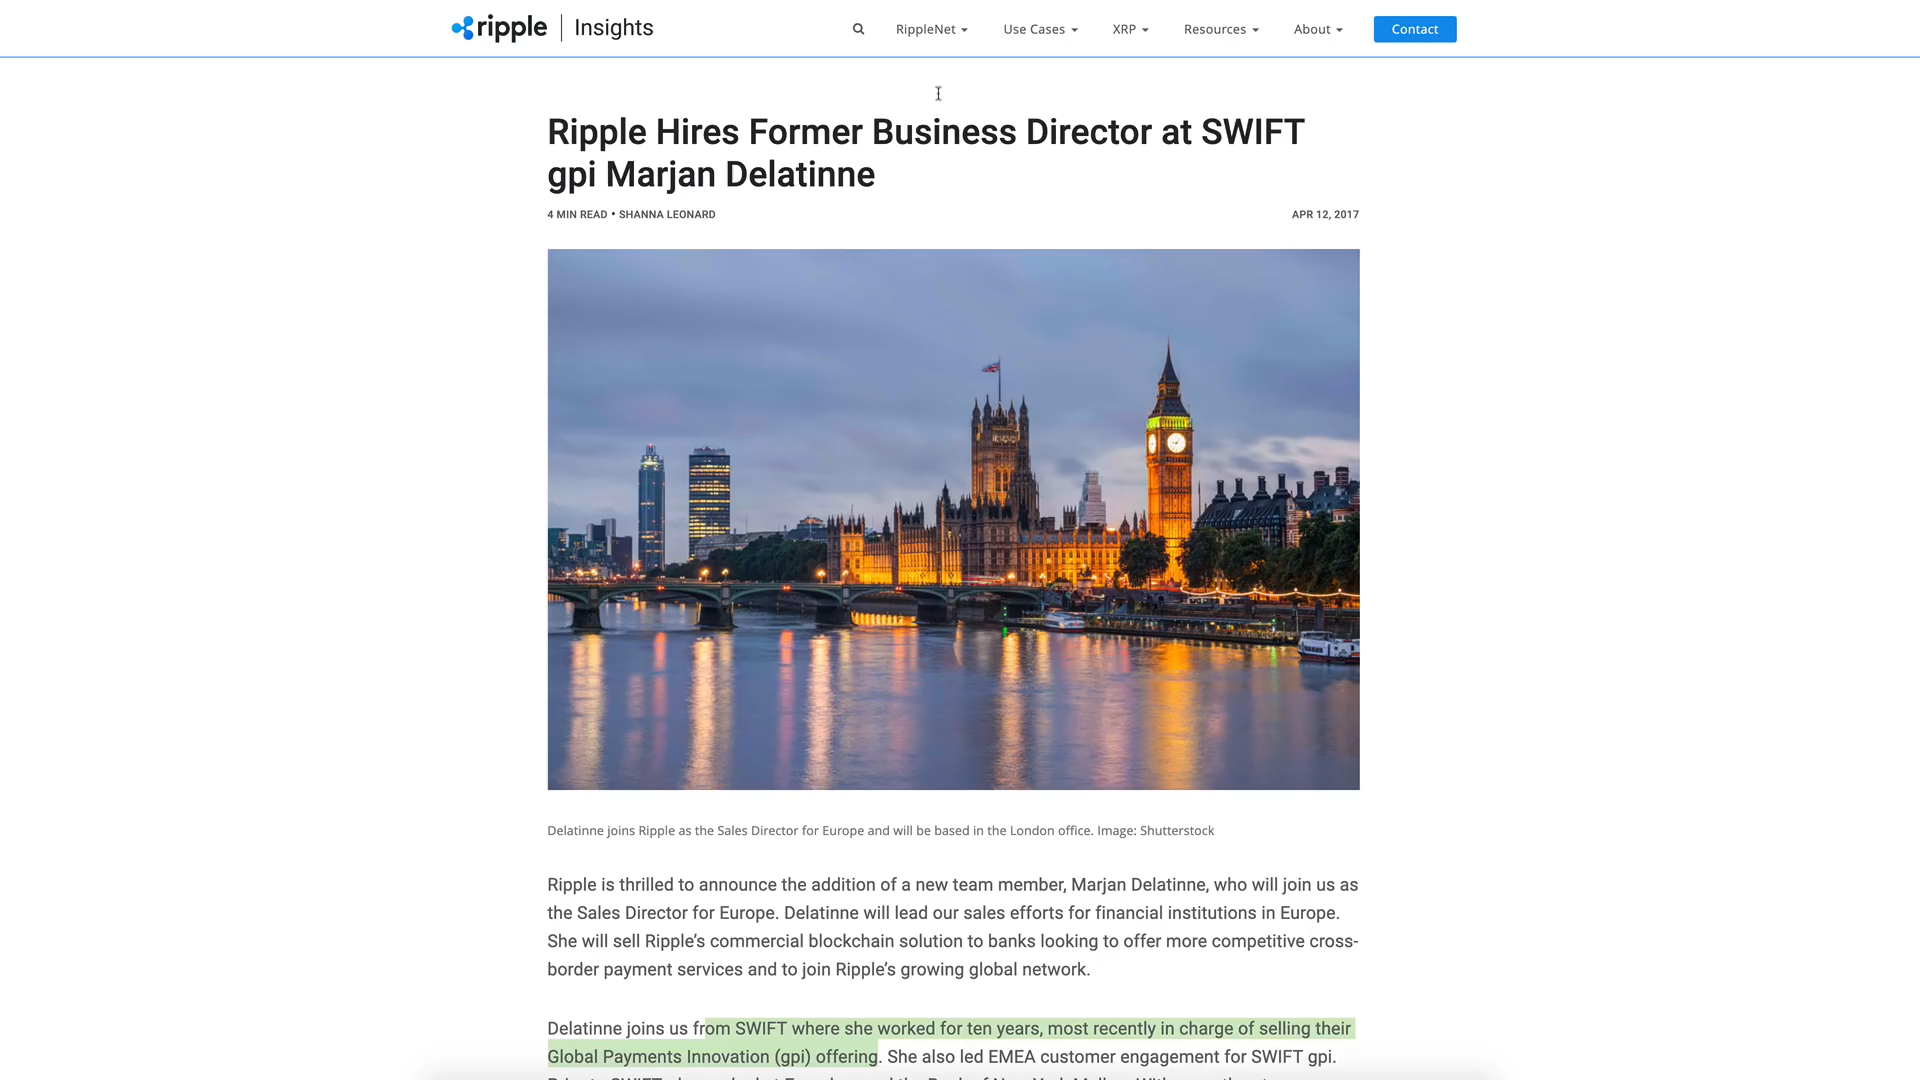 ripple | Insights
RippleNet Use Cases XRP Resources About Contact
Ripple Hires Former Business Director at SWIFT
gpi Marjan Delatinne
4 MIN READ • SHANNA LEONARD APR 12, 2017
Delatinne joins Ripple as the Sales Director for Europe and will be based in the London office. Image: Shutterstock
Ripple is thrilled to announce the addition of a new team member, Marjan Delatinne, who will join us as
the Sales Director for Europe. Delatinne will lead our sales efforts for financial institutions in Europe.
She will sell Ripple’s commercial blockchain solution to banks looking to offer more competitive cross-
border payment services and to join Ripple’s growing global network.
Delatinne joins us from SWIFT where she worked for ten years, most recently in charge of selling their
Global Payments Innovation (gpi) offering. She also led EMEA customer engagement for SWIFT gpi.